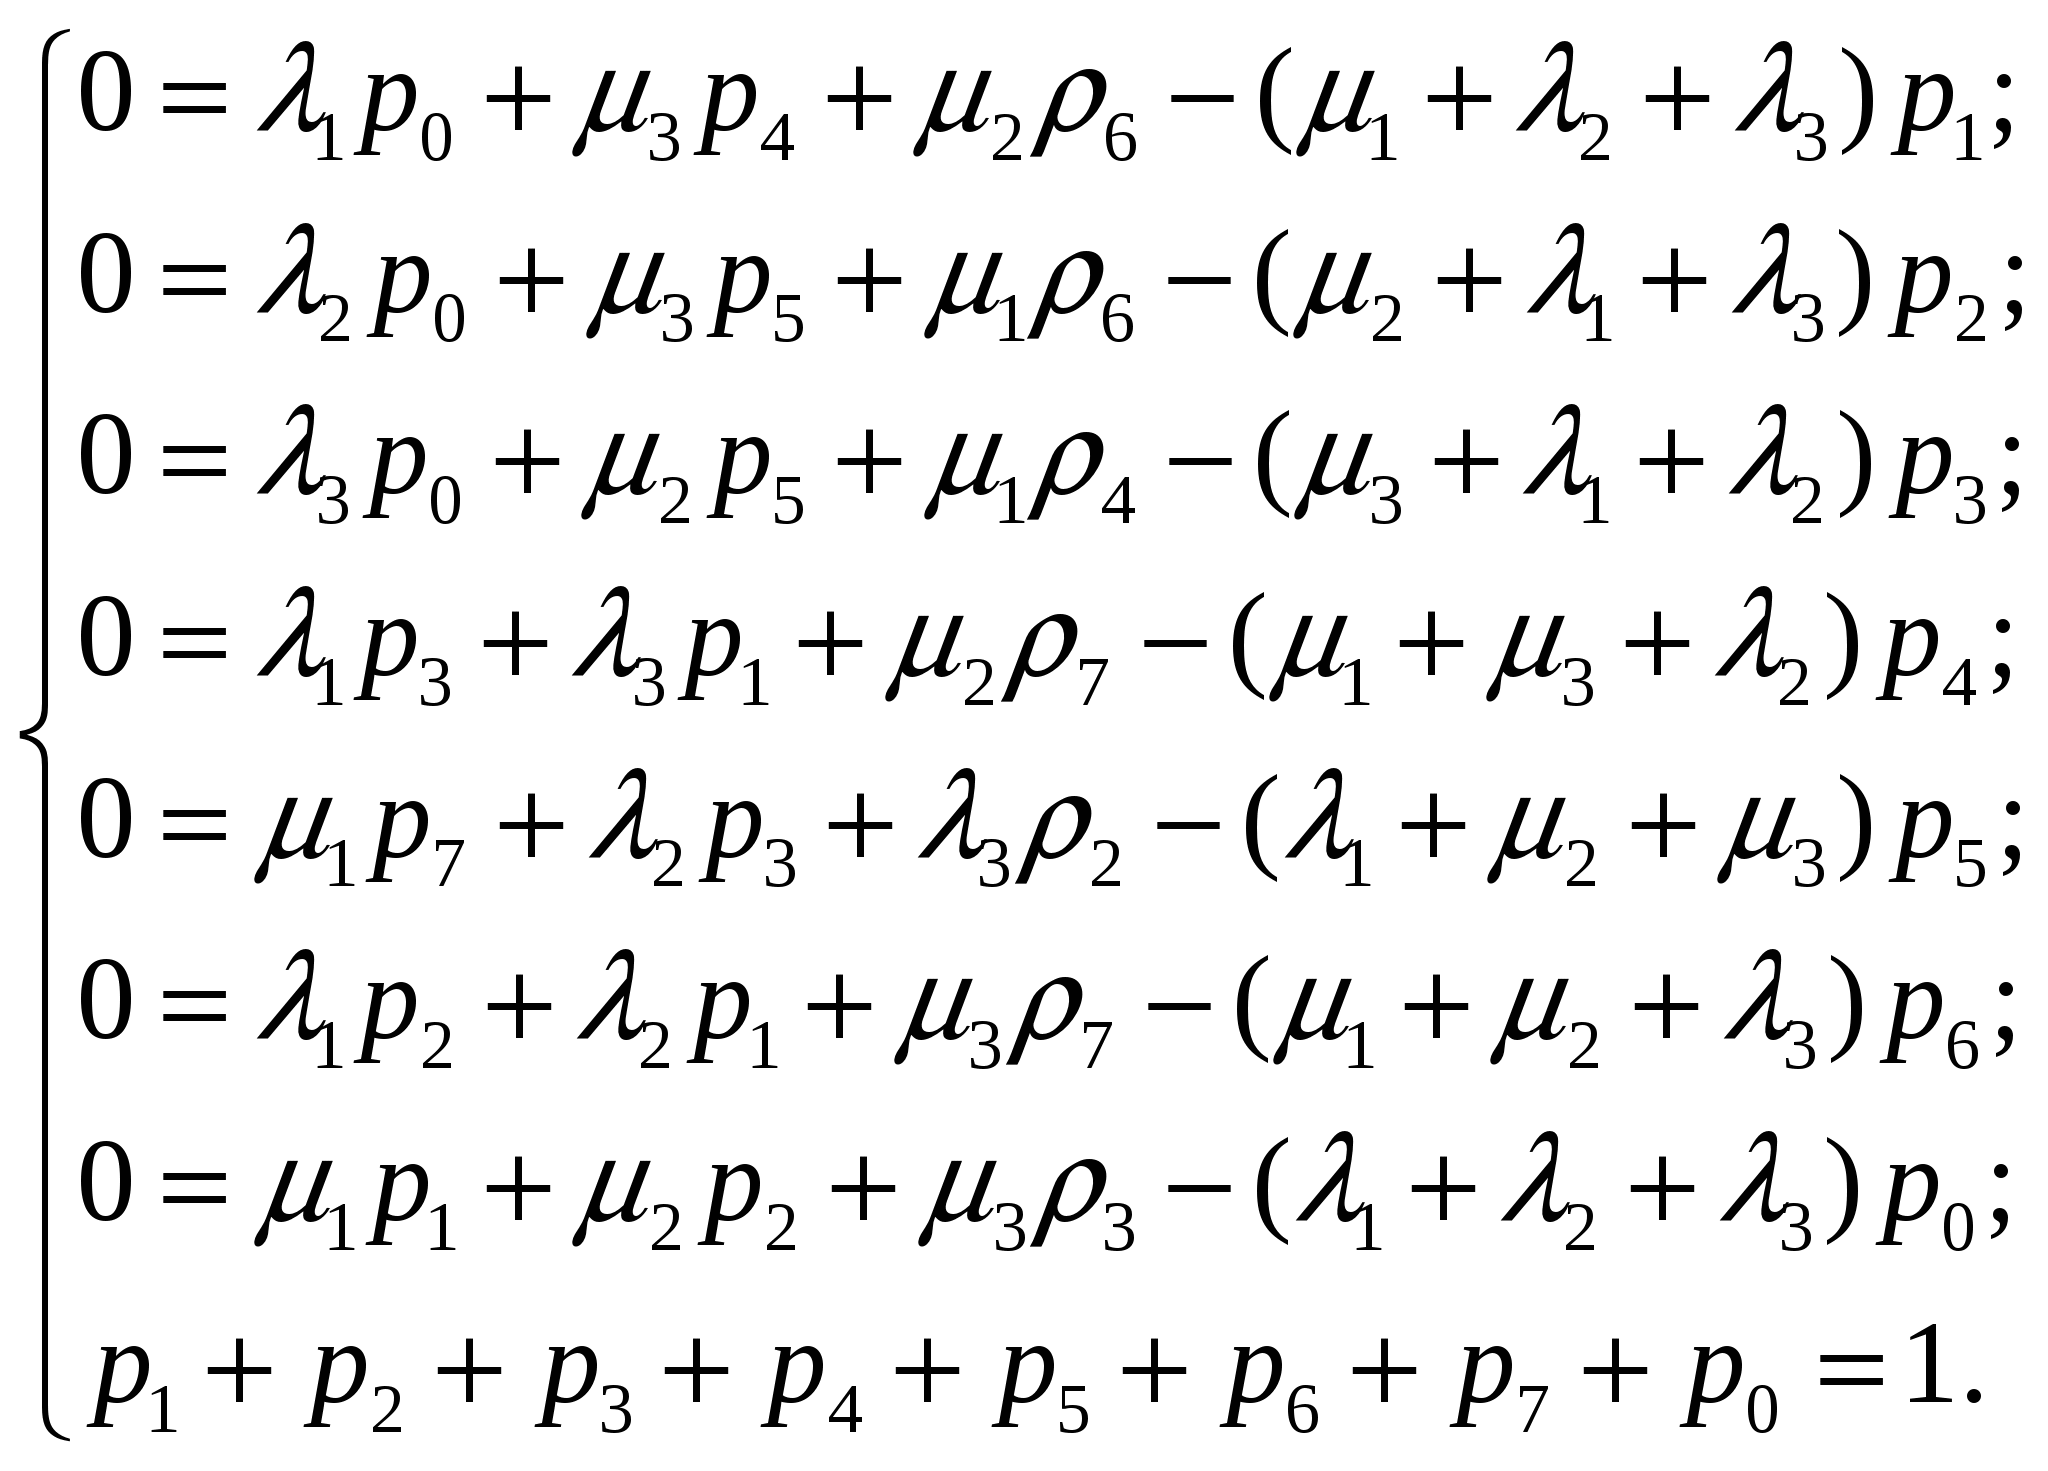 0 = λ₁p₀ + μ₃p₄ + μ₂ρ₆ − (μ₁ + λ₂ + λ₃)p₁;
0 = λ₂p₀ + μ₃p₅ + μ₁ρ₆ − (μ₂ + λ₁ + λ₃)p₂;
0 = λ₃p₀ + μ₂p₅ + μ₁ρ₄ − (μ₃ + λ₁ + λ₂)p₃;
0 = λ₁p₃ + λ₃p₁ + μ₂ρ₇ − (μ₁ + μ₃ + λ₂)p₄;
0 = μ₁p₇ + λ₂p₃ + λ₃ρ₂ − (λ₁ + μ₂ + μ₃)p₅;
0 = λ₁p₂ + λ₂p₁ + μ₃ρ₇ − (μ₁ + μ₂ + λ₃)p₆;
0 = μ₁p₁ + μ₂p₂ + μ₃ρ₃ − (λ₁ + λ₂ + λ₃)p₀;
p₁ + p₂ + p₃ + p₄ + p₅ + p₆ + p₇ + p₀ = 1.